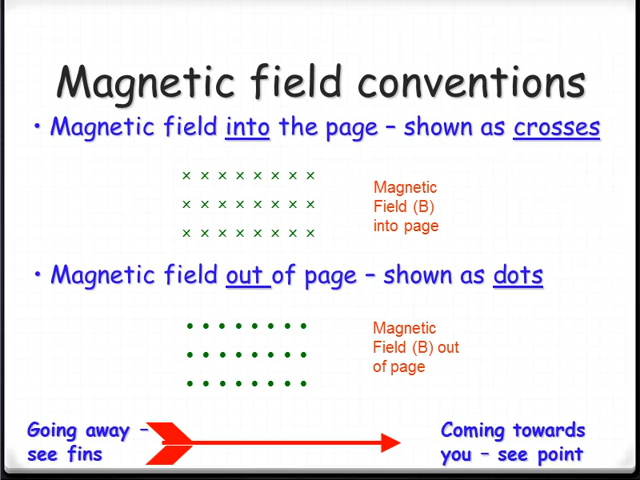 Magnetic field conventions
• Magnetic field into the page – shown as crosses
× × × × × × × ×
Magnetic
Field (B)
into page
× × × × × × × ×
× × × × × × × ×
• Magnetic field out of page – shown as dots
• • • • • • • •
Magnetic
Field (B) out
of page
• • • • • • • •
• • • • • • • •
Going away –
see fins
Coming towards
you – see point